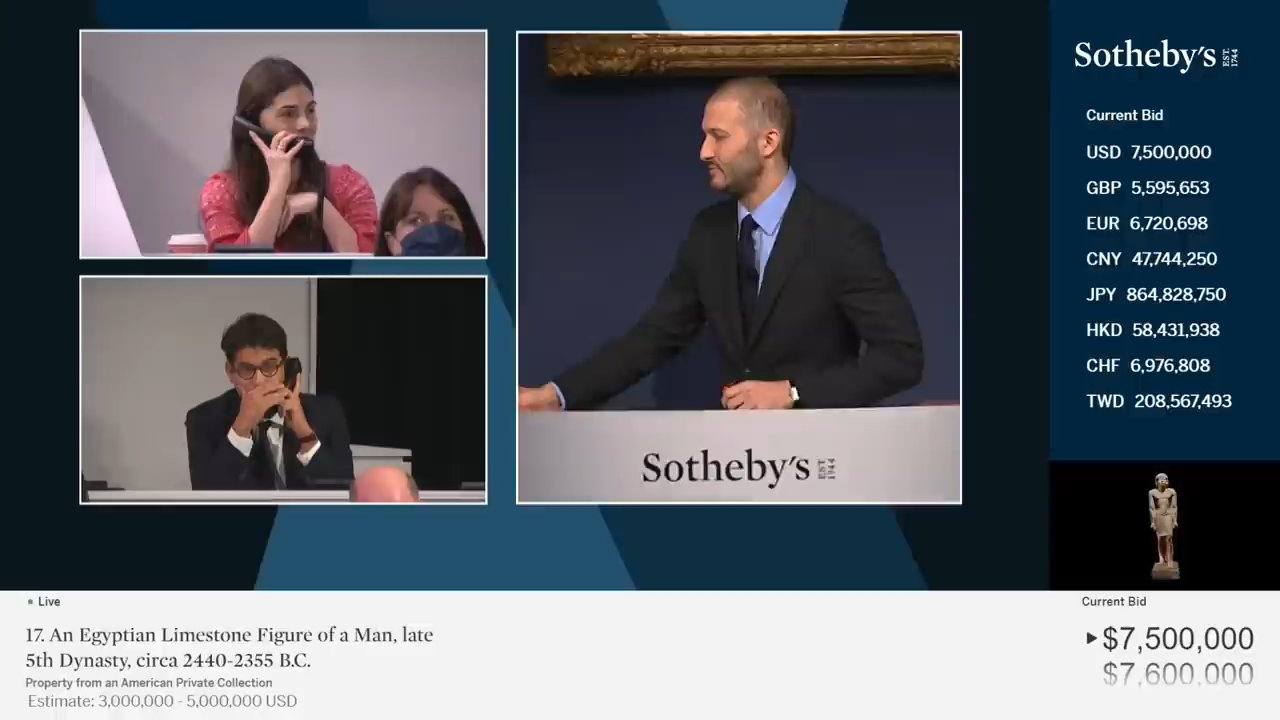 Sotheby's EST. 1744
Current Bid
USD 7,500,000
GBP 5,595,653
EUR 6,720,698
CNY 47,744,250
JPY 864,828,750
HKD 58,431,938
CHF 6,976,808
TWD 208,567,493
Sotheby's EST. 1744
Live
17. An Egyptian Limestone Figure of a Man, late
5th Dynasty, circa 2440-2355 B.C.
Property from an American Private Collection
Estimate: 3,000,000 - 5,000,000 USD
Current Bid
$7,500,000
$7,600,000